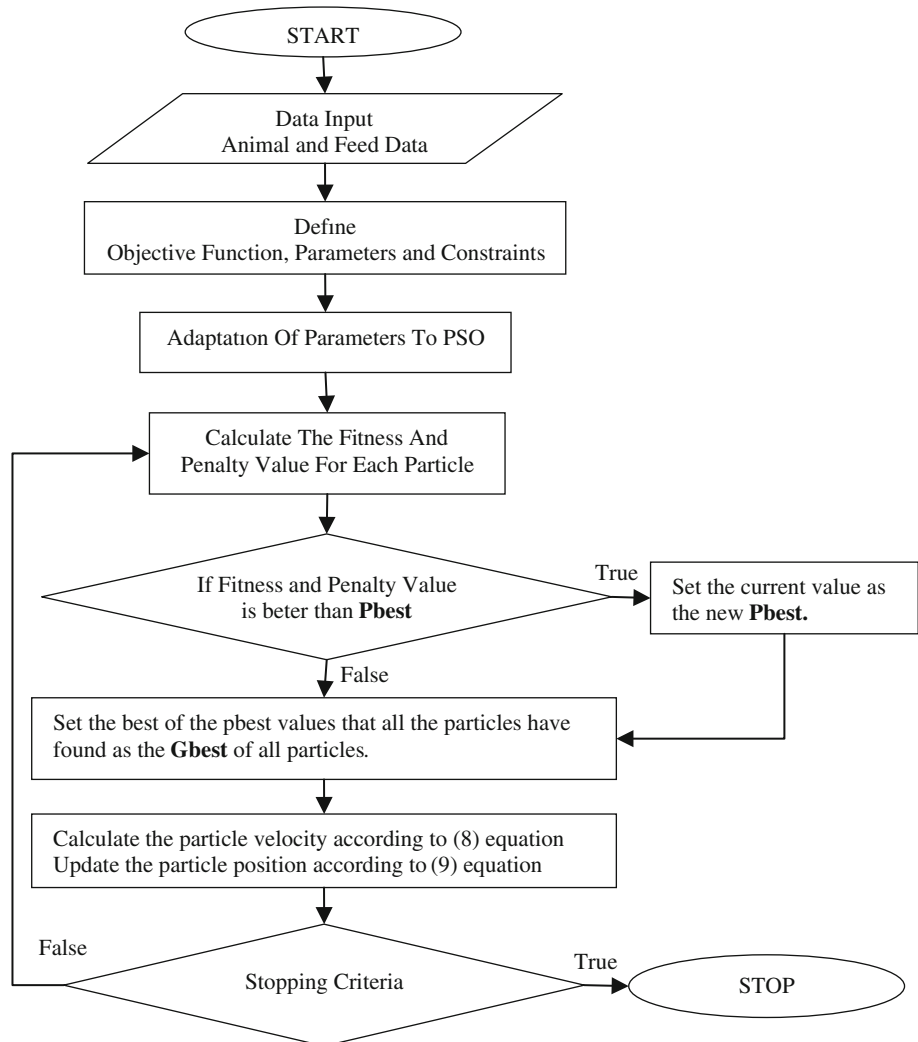 START
Data Input
Animal and Feed Data
Defıne
Objective Function, Parameters and Constraints
Adaptatıon Of Parameters To PSO
Calculate The Fitness And
Penalty Value For Each Particle
If Fitness and Penalty Value
is beter than Pbest
True
Set the current value as
the new Pbest.
False
Set the best of the pbest values that all the particles have
found as the Gbest of all particles.
Calculate the particle velocity according to (8) equation
Update the particle position according to (9) equation
False
Stopping Criteria
True
STOP